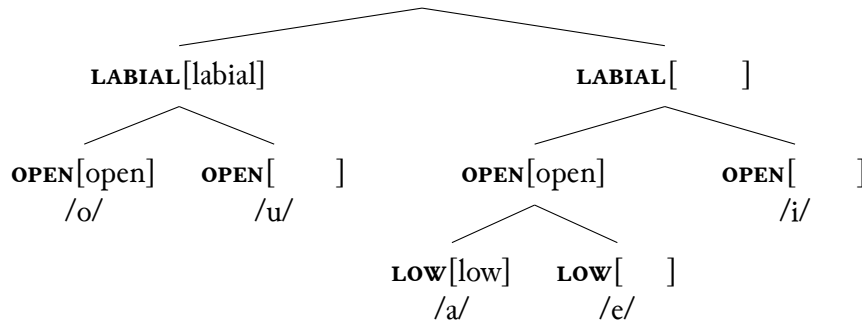 LABIAL[labial] LABIAL[ ]
OPEN[open] OPEN[ ] OPEN[open] OPEN[ ]
/o/ /u/ /i/
LOW[low] LOW[ ]
/a/ /e/